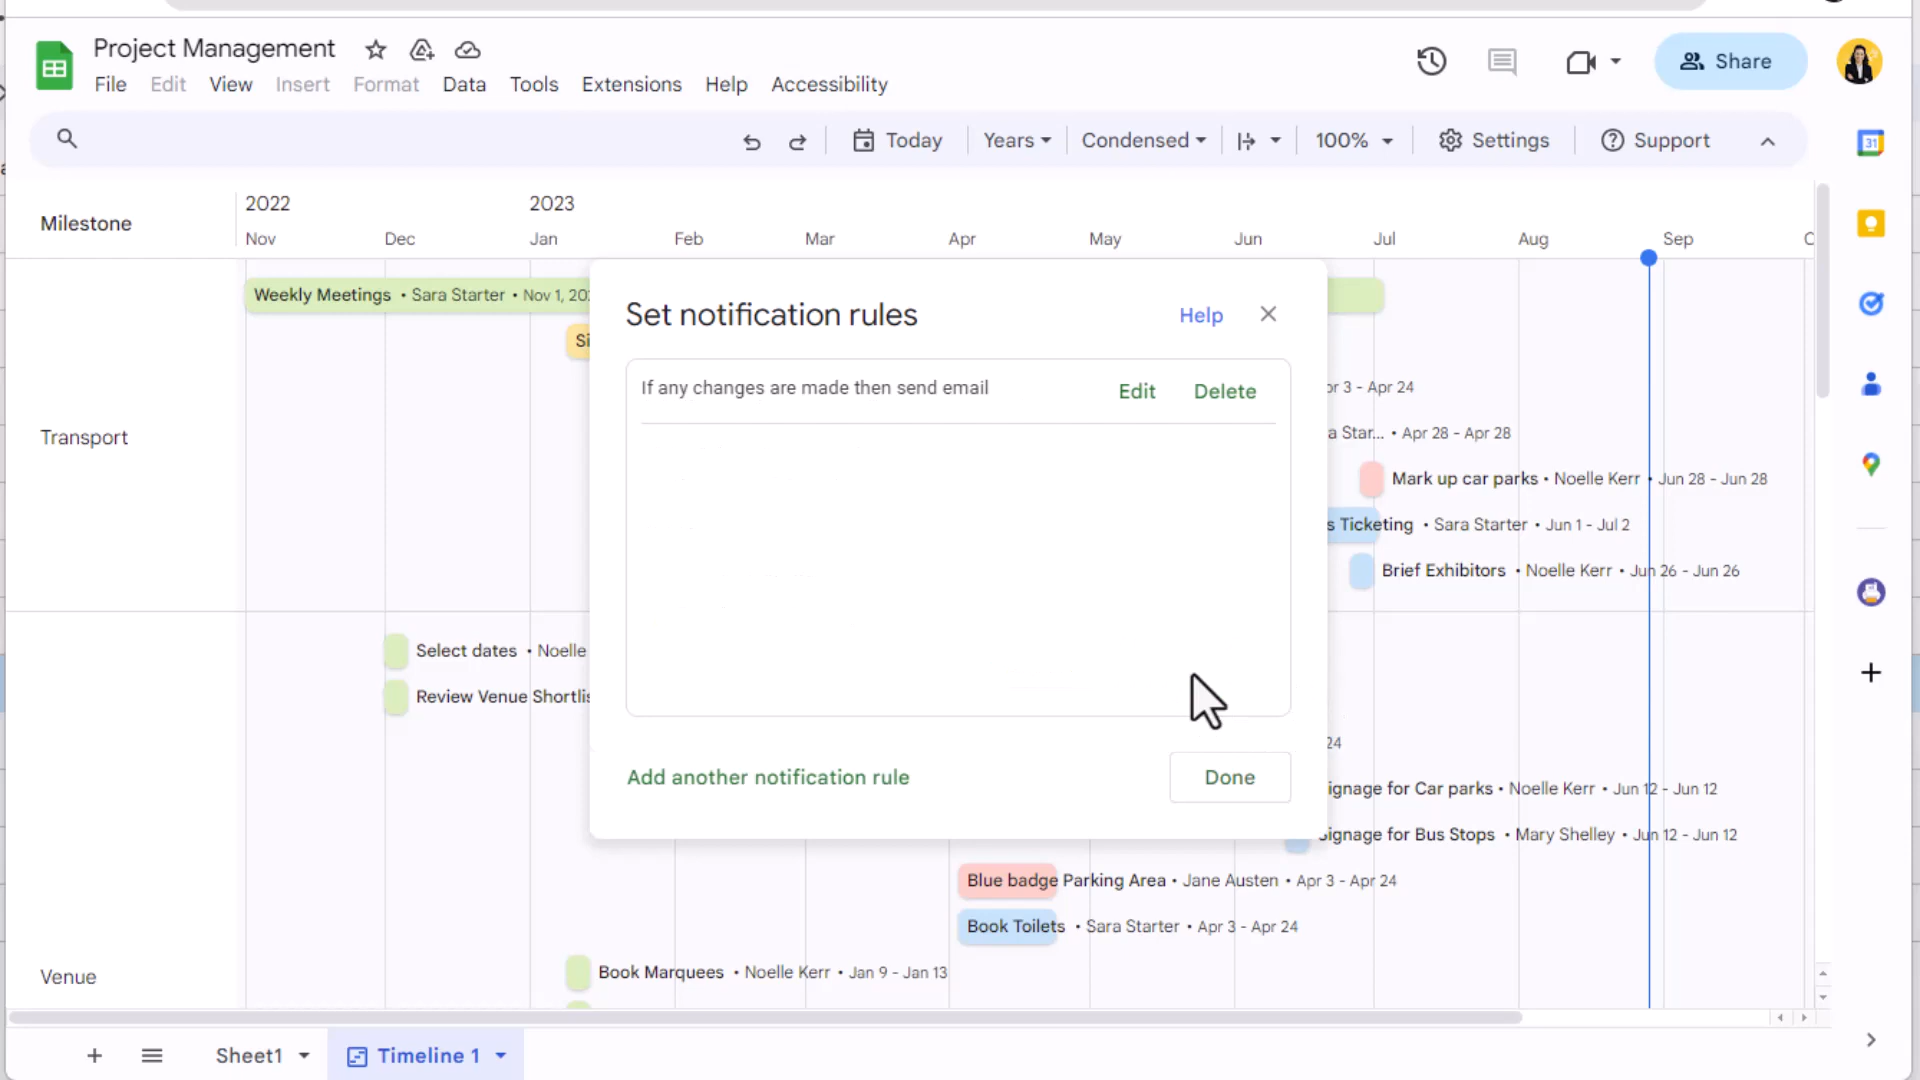 Project Management
File Edit View Insert Format Data Tools Extensions Help Accessibility
Share
Today Years Condensed 100% Settings Support
31
Milestone
2022 2023
Nov Dec Jan Feb Mar Apr May Jun Jul Aug Sep
Weekly Meetings • Sara Starter • Nov 1, 20
Si
Set notification rules
Help
If any changes are made then send email
Edit Delete
Add another notification rule
Done
Transport
pr 3 - Apr 24
a Star... • Apr 28 - Apr 28
Mark up car parks • Noelle Kerr • Jun 28 - Jun 28
s Ticketing • Sara Starter • Jun 1 - Jul 2
Brief Exhibitors • Noelle Kerr • Jun 26 - Jun 26
Select dates • Noelle
Review Venue Shortlis
24
ignage for Car parks • Noelle Kerr • Jun 12 - Jun 12
Signage for Bus Stops • Mary Shelley • Jun 12 - Jun 12
Blue badge Parking Area • Jane Austen • Apr 3 - Apr 24
Book Toilets • Sara Starter • Apr 3 - Apr 24
Venue
Book Marquees • Noelle Kerr • Jan 9 - Jan 13
Sheet1 Timeline 1